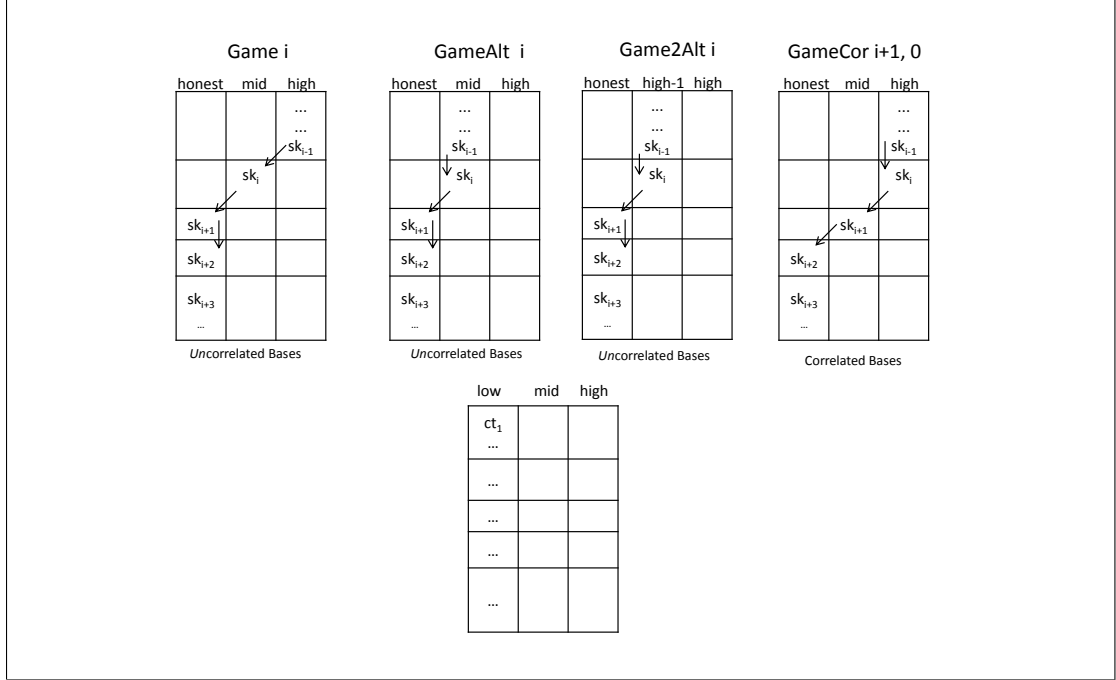 Game i
honest mid high
...
...
sk_{i-1}
sk_i
sk_{i+1}
sk_{i+2}
sk_{i+3}
...
Uncorrelated Bases
GameAlt i
honest mid high
...
...
sk_{i-1}
sk_i
sk_{i+1}
sk_{i+2}
sk_{i+3}
...
Uncorrelated Bases
Game2Alt i
honest high-1 high
...
...
sk_{i-1}
sk_i
sk_{i+1}
sk_{i+2}
sk_{i+3}
...
Uncorrelated Bases
GameCor i+1, 0
honest mid high
...
...
sk_{i-1}
sk_i
sk_{i+1}
sk_{i+2}
sk_{i+3}
...
Correlated Bases
low mid high
ct_1
...
...
...
...
...